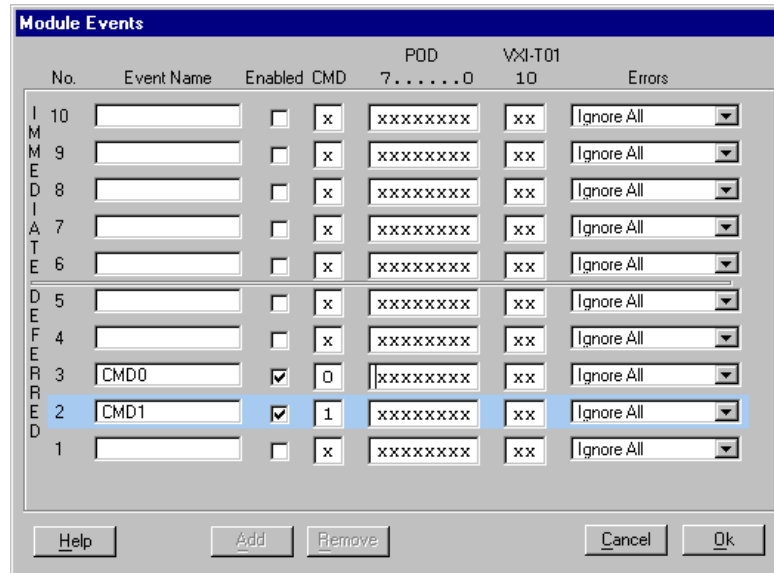 Module Events
POD VXI-T01
No. Event Name Enabled CMD 7......0 10 Errors
IMMEDIATE
10 x xxxxxxxx xx Ignore All
9 x xxxxxxxx xx Ignore All
8 x xxxxxxxx xx Ignore All
7 x xxxxxxxx xx Ignore All
6 x xxxxxxxx xx Ignore All
DEFERRED
5 x xxxxxxxx xx Ignore All
4 x xxxxxxxx xx Ignore All
3 CMD0 0 xxxxxxxx xx Ignore All
2 CMD1 1 xxxxxxxx xx Ignore All
1 x xxxxxxxx xx Ignore All
Help Add Remove Cancel Ok